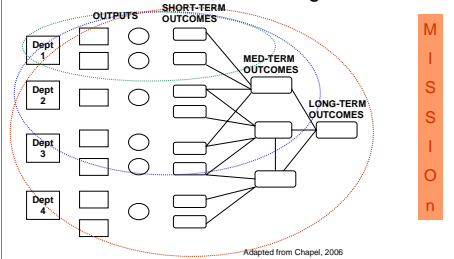 OUTPUTS
SHORT-TERM
OUTCOMES
Dept
1
MED-TERM
OUTCOMES
Dept
2
LONG-TERM
OUTCOMES
Dept
3
Dept
4
Adapted from Chapel, 2006
M
I
S
S
I
O
n